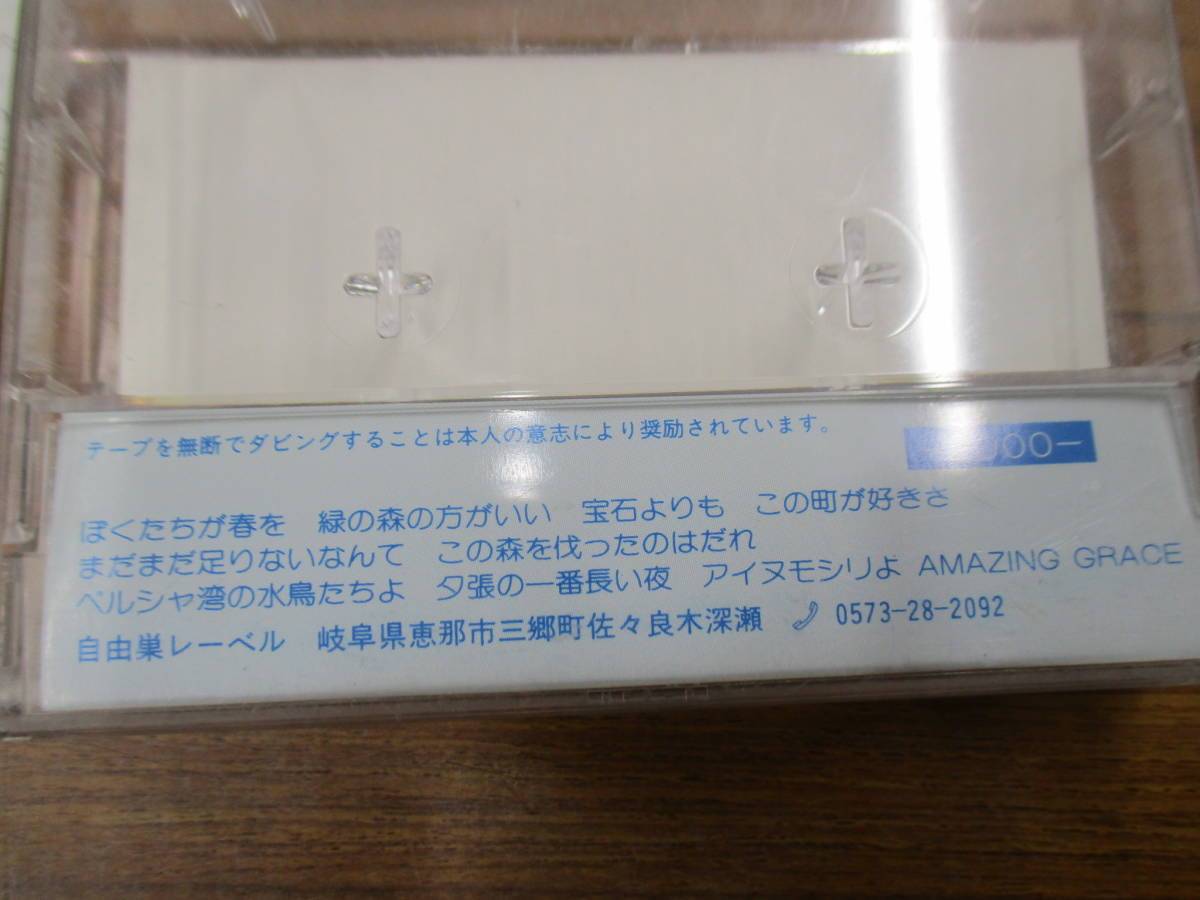 テープを無断でダビングすることは本人の意志により奨励されています。
ぼくたちが春を　緑の森の方がいい　宝石よりも　この町が好きさ
まだまだ足りないなんて　この森を伐ったのはだれ
ペルシャ湾の水鳥たちよ　夕張の一番長い夜　アイヌモシリよ AMAZING GRACE
自由巣レーベル　岐阜県恵那市三郷町佐々良木深瀬　0573-28-2092